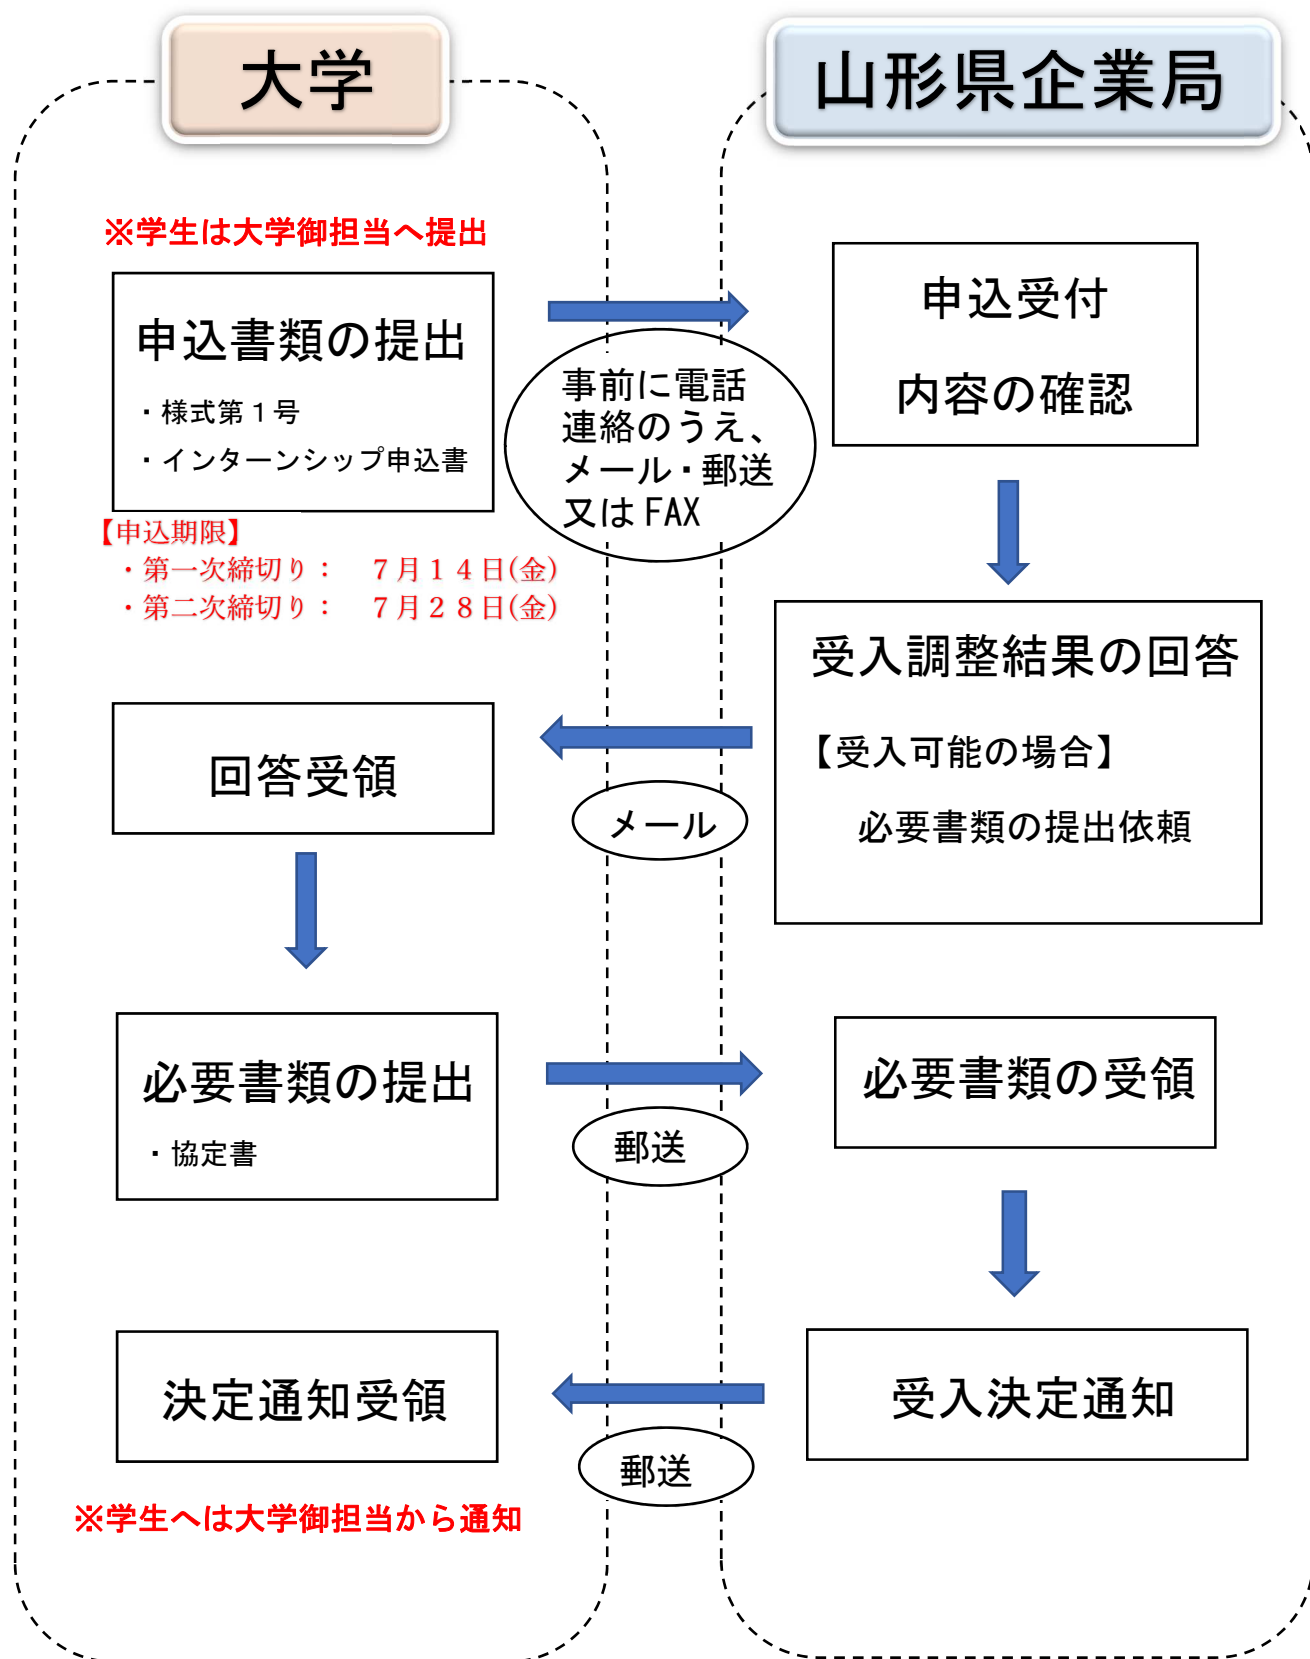 大学
山形県企業局
※学生は大学御担当へ提出
申込書類の提出
・様式第１号
・インターンシップ申込書
【申込期限】
・第一次締切り：　７月１４日(金)
・第二次締切り：　７月２８日(金)
事前に電話
連絡のうえ、
メール・郵送
又は FAX
申込受付
内容の確認
受入調整結果の回答
【受入可能の場合】
必要書類の提出依頼
メール
回答受領
必要書類の提出
・協定書
郵送
必要書類の受領
受入決定通知
郵送
決定通知受領
※学生へは大学御担当から通知